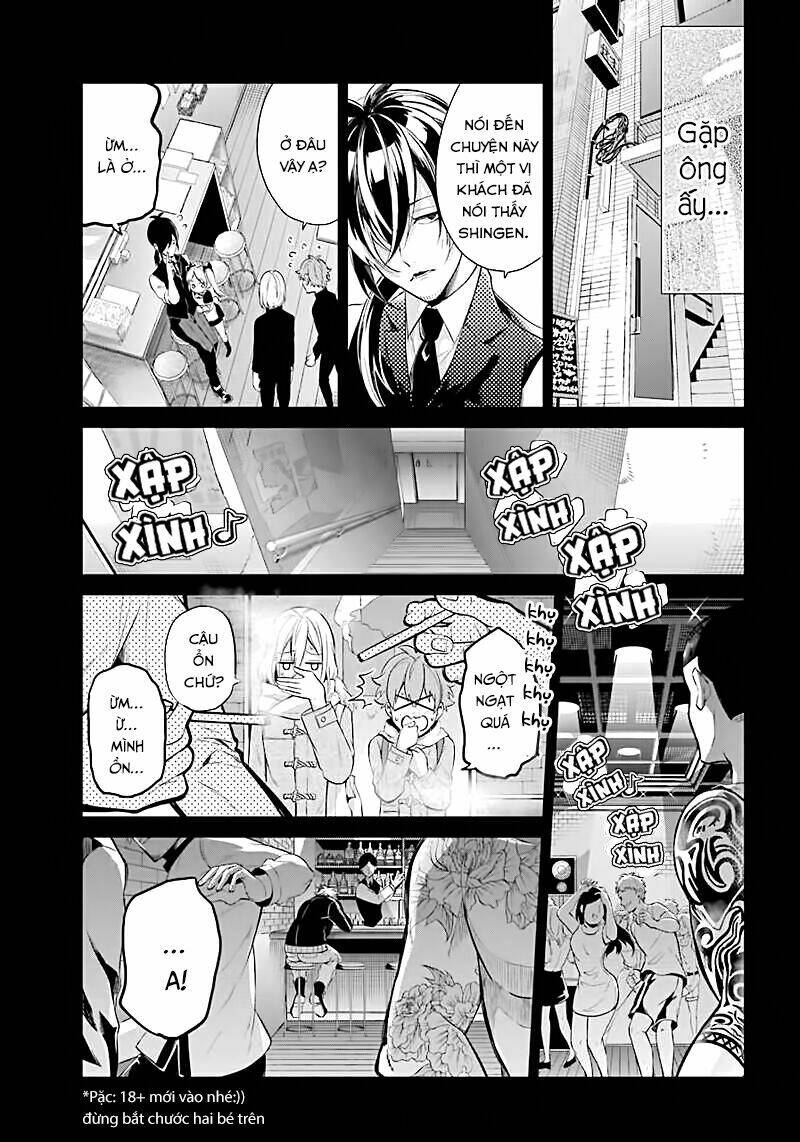 Gặp
ông
ấy...
NÓI ĐẾN
CHUYỆN NÀY
THÌ MỘT VỊ
KHÁCH ĐÃ
NÓI THẤY
SHINGEN.
Ở ĐÂU
VẬY Ạ?
ỪM...
LÀ Ở...
XẬP
XÌNH
XẬP
XÌNH
XẬP
XÌNH
XẬP
XÌNH
XẬP
XÌNH
khụ
khụ
khụ
khụ
khụ
NGỘT
NGẠT
QUÁ
...
CẬU
ỔN
CHỨ?
ỪM...
Ừ...
MÌNH
ỔN...
...
A!
*Pặc: 18+ mới vào nhé:))
đừng bắt chước hai bé trên